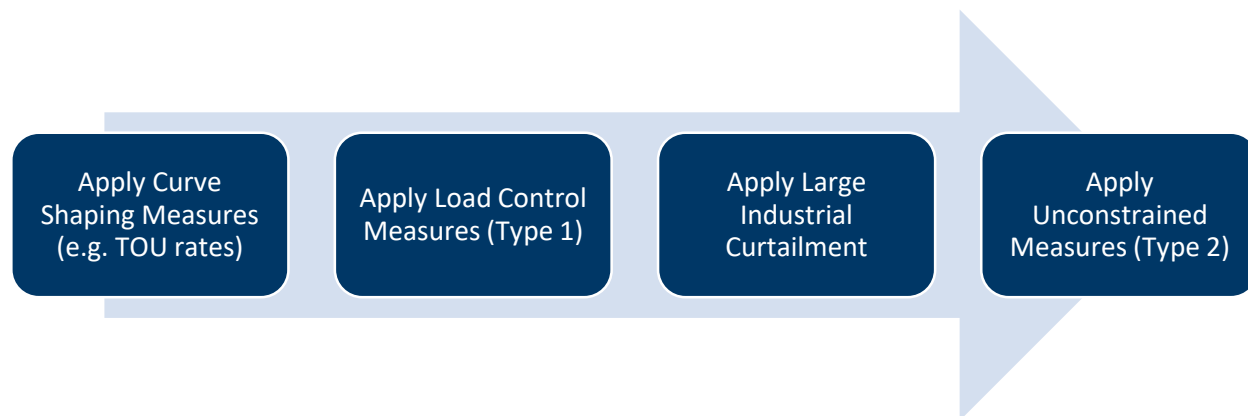 Apply Curve
Shaping Measures
(e.g. TOU rates)
Apply Load Control
Measures (Type 1)
Apply Large
Industrial
Curtailment
Apply
Unconstrained
Measures (Type 2)